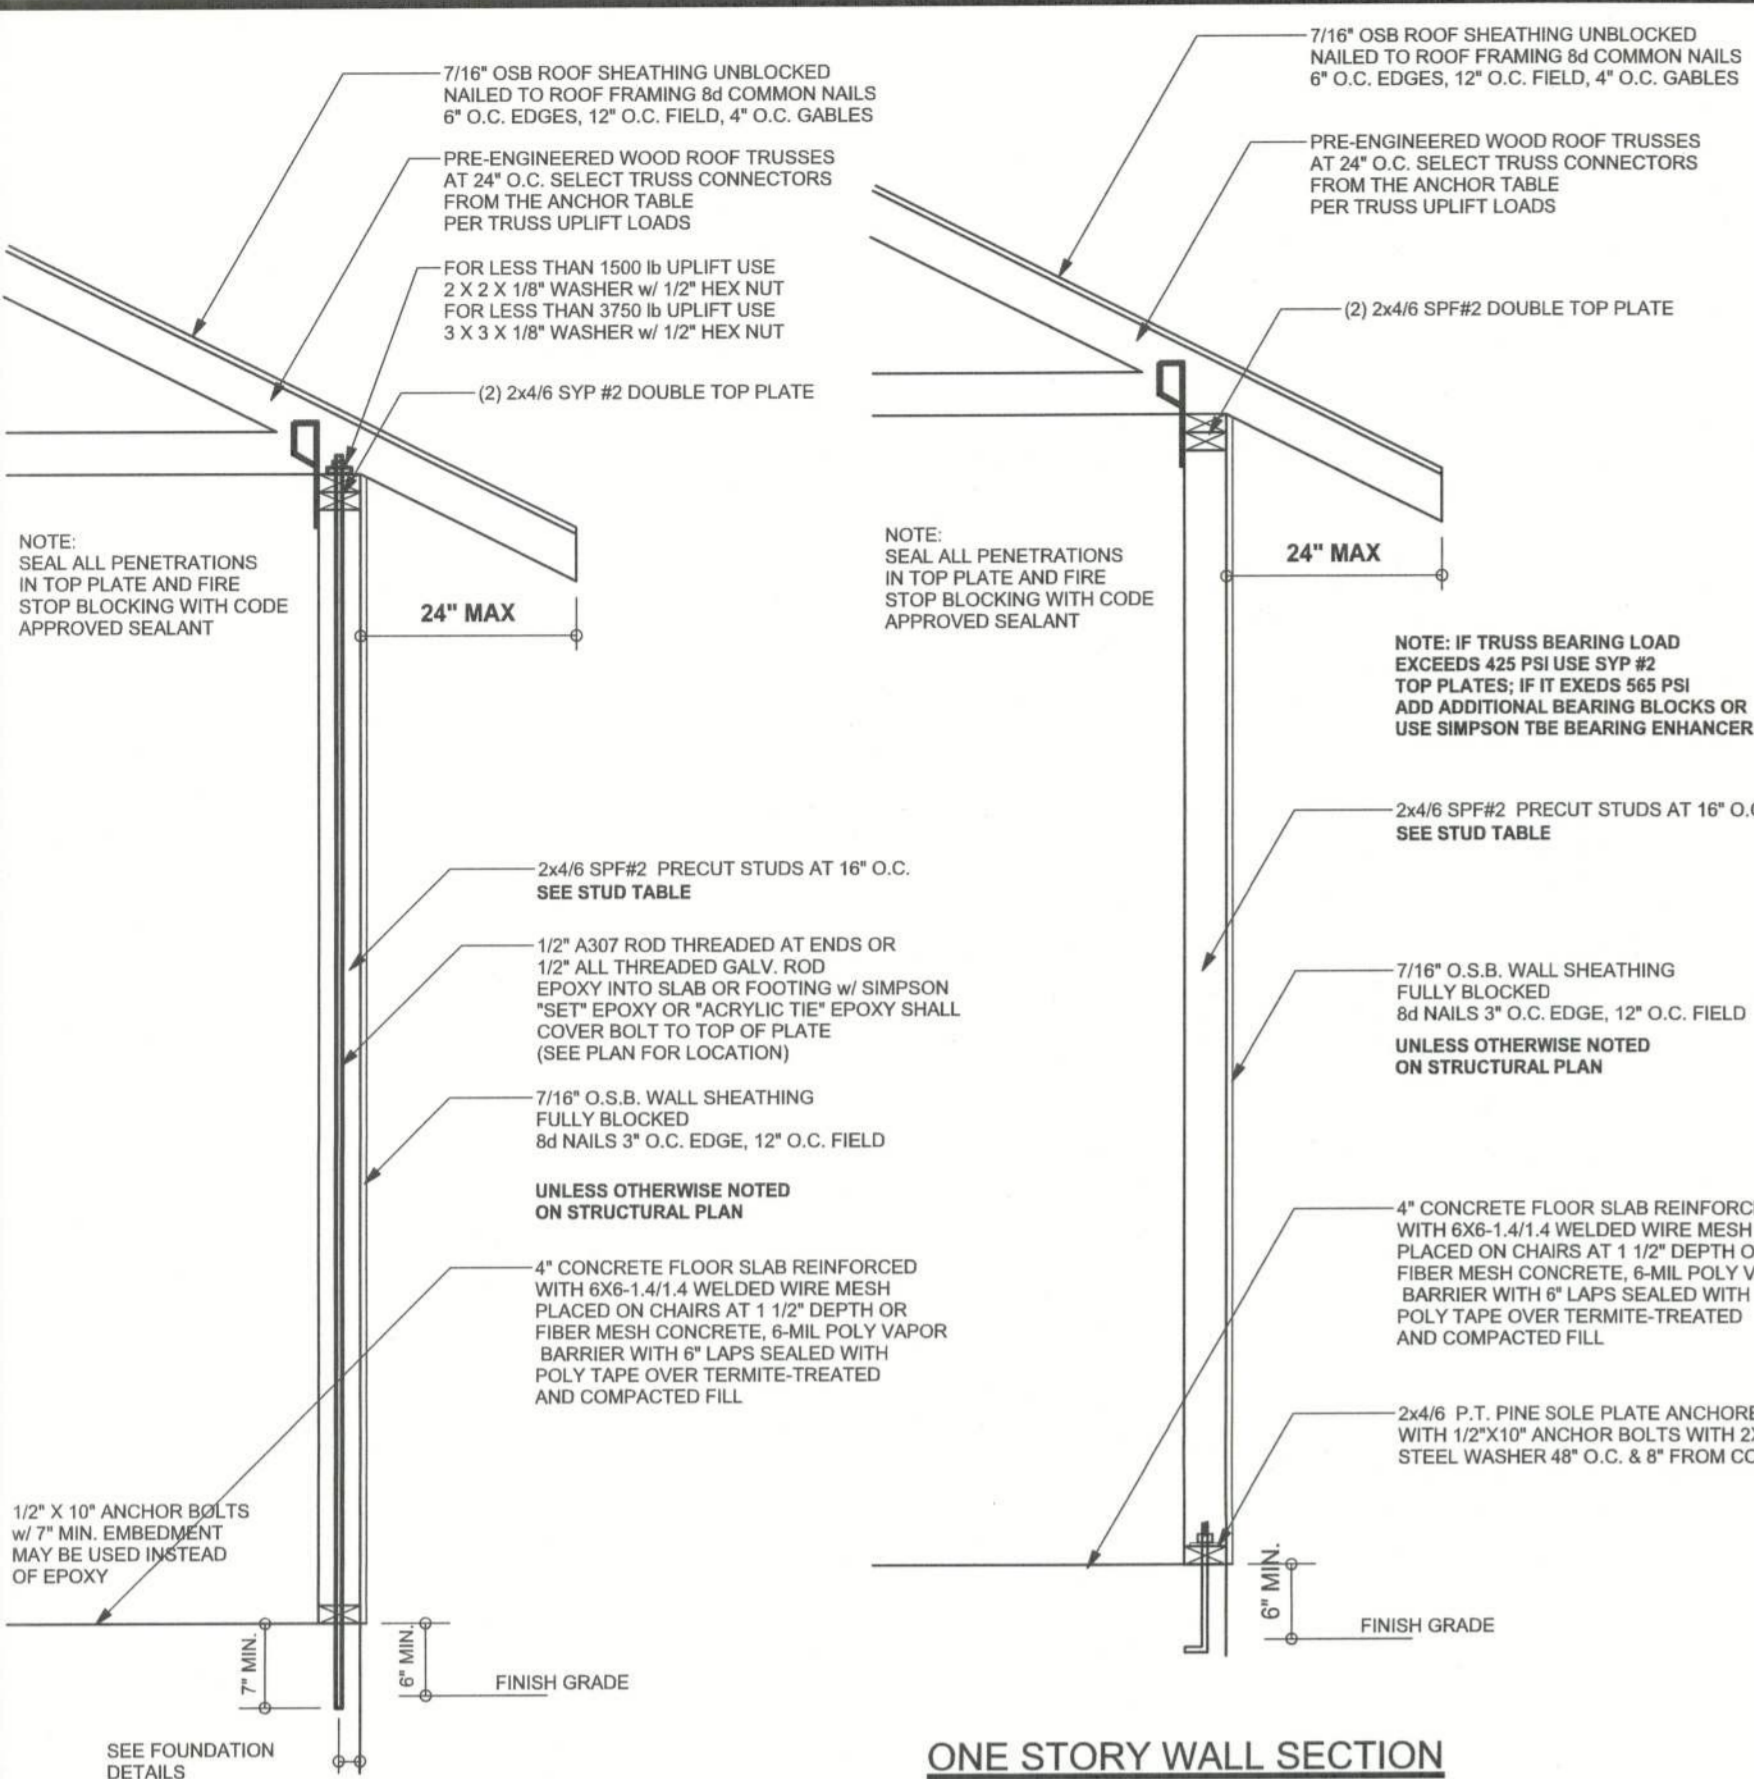 7/16" OSB ROOF SHEATHING UNBLOCKED
NAILED TO ROOF FRAMING 8d COMMON NAILS
6" O.C. EDGES, 12" O.C. FIELD, 4" O.C. GABLES
PRE-ENGINEERED WOOD ROOF TRUSSES
AT 24" O.C. SELECT TRUSS CONNECTORS
FROM THE ANCHOR TABLE
PER TRUSS UPLIFT LOADS
FOR LESS THAN 1500 lb UPLIFT USE
2 X 2 X 1/8" WASHER w/ 1/2" HEX NUT
FOR LESS THAN 3750 lb UPLIFT USE
3 X 3 X 1/8" WASHER w/ 1/2" HEX NUT
(2) 2x4/6 SYP #2 DOUBLE TOP PLATE
NOTE:
SEAL ALL PENETRATIONS
IN TOP PLATE AND FIRE
STOP BLOCKING WITH CODE
APPROVED SEALANT
24" MAX
2x4/6 SPF#2 PRECUT STUDS AT 16" O.C.
SEE STUD TABLE
1/2" A307 ROD THREADED AT ENDS OR
1/2" ALL THREADED GALV. ROD
EPOXY INTO SLAB OR FOOTING w/ SIMPSON
"SET" EPOXY OR "ACRYLIC TIE" EPOXY SHALL
COVER BOLT TO TOP OF PLATE
(SEE PLAN FOR LOCATION)
7/16" O.S.B. WALL SHEATHING
FULLY BLOCKED
8d NAILS 3" O.C. EDGE, 12" O.C. FIELD
UNLESS OTHERWISE NOTED
ON STRUCTURAL PLAN
4" CONCRETE FLOOR SLAB REINFORCED
WITH 6X6-1.4/1.4 WELDED WIRE MESH
PLACED ON CHAIRS AT 1 1/2" DEPTH OR
FIBER MESH CONCRETE, 6-MIL POLY VAPOR
BARRIER WITH 6" LAPS SEALED WITH
POLY TAPE OVER TERMITE-TREATED
AND COMPACTED FILL
1/2" X 10" ANCHOR BOLTS
w/ 7" MIN. EMBEDMENT
MAY BE USED INSTEAD
OF EPOXY
7" MIN.
6" MIN.
FINISH GRADE
SEE FOUNDATION
DETAILS
7/16" OSB ROOF SHEATHING UNBLOCKED
NAILED TO ROOF FRAMING 8d COMMON NAILS
6" O.C. EDGES, 12" O.C. FIELD, 4" O.C. GABLES
PRE-ENGINEERED WOOD ROOF TRUSSES
AT 24" O.C. SELECT TRUSS CONNECTORS
FROM THE ANCHOR TABLE
PER TRUSS UPLIFT LOADS
(2) 2x4/6 SPF#2 DOUBLE TOP PLATE
NOTE:
SEAL ALL PENETRATIONS
IN TOP PLATE AND FIRE
STOP BLOCKING WITH CODE
APPROVED SEALANT
24" MAX
NOTE: IF TRUSS BEARING LOAD
EXCEEDS 425 PSI USE SYP #2
TOP PLATES; IF IT EXEDS 565 PSI
ADD ADDITIONAL BEARING BLOCKS OR
USE SIMPSON TBE BEARING ENHANCER
2x4/6 SPF#2 PRECUT STUDS AT 16"
SEE STUD TABLE
7/16" O.S.B. WALL SHEATHING
FULLY BLOCKED
8d NAILS 3" O.C. EDGE, 12" O.C. FIELD
UNLESS OTHERWISE NOTED
ON STRUCTURAL PLAN
4" CONCRETE FLOOR SLAB
WITH 6X6-1.4/1.4 WELDED WIRE MESH
PLACED ON CHAIRS AT 1 1/2" DEPTH
FIBER MESH CONCRETE, 6-MIL POLY
BARRIER WITH 6" LAPS SEALED WITH
POLY TAPE OVER TERMITE-TREATED
AND COMPACTED FILL
2x4/6 P.T. PINE SOLE PLATE
WITH 1/2"X10" ANCHOR BOLTS WITH
STEEL WASHER 48" O.C. & 8" FROM
6" MIN.
FINISH GRADE
ONE STORY WALL SECTION